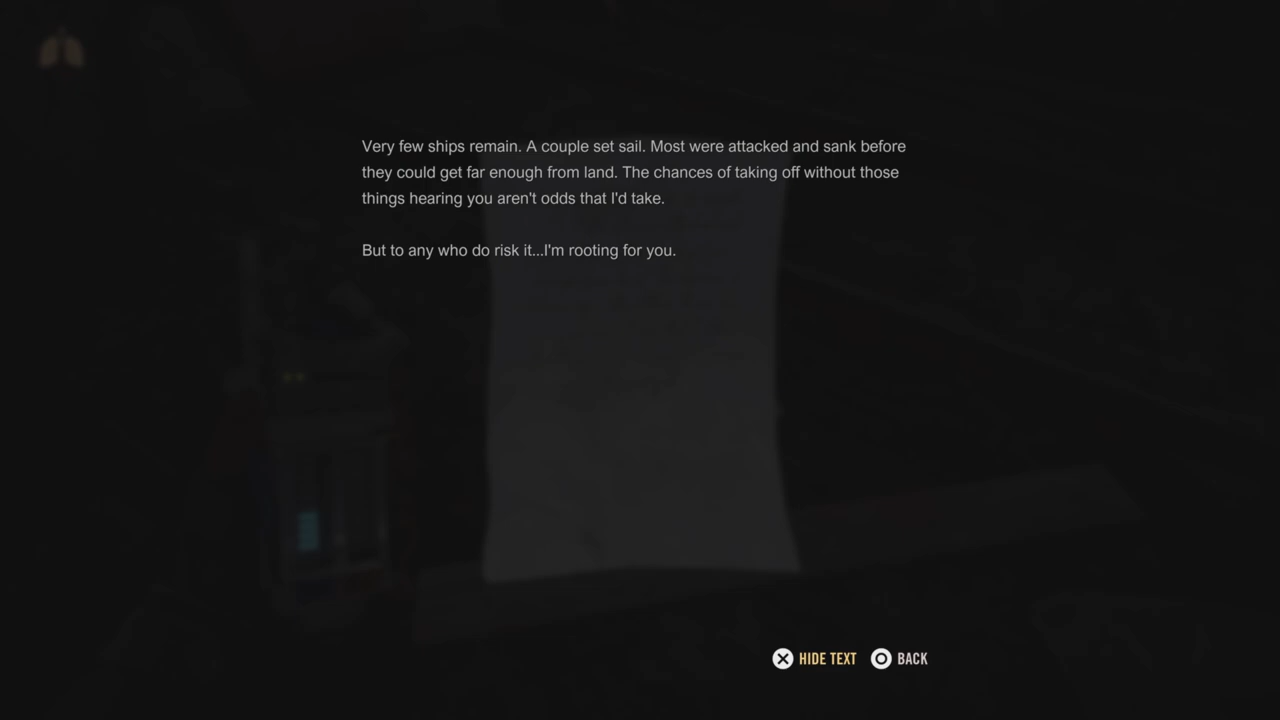 Very few ships remain. A couple set sail. Most were attacked and sank before
they could get far enough from land. The chances of taking off without those
things hearing you aren't odds that I'd take.
But to any who do risk it...I'm rooting for you.
HIDE TEXT BACK